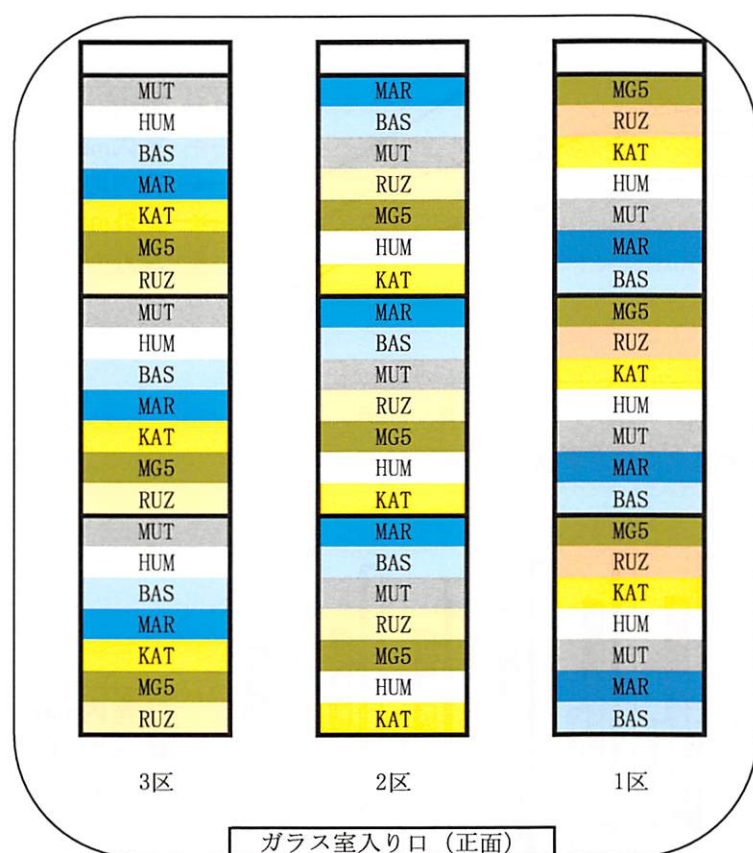 MUT MAR MG5
HUM BAS RUZ
BAS MUT KAT
MAR RUZ HUM
KAT MG5 MUT
MG5 HUM MAR
RUZ KAT BAS
MUT MAR MG5
HUM BAS RUZ
BAS MUT KAT
MAR RUZ HUM
KAT MG5 MUT
MG5 HUM MAR
RUZ KAT BAS
MUT MAR MG5
HUM BAS RUZ
BAS MUT KAT
MAR RUZ HUM
KAT MG5 MUT
MG5 HUM MAR
RUZ KAT BAS
3区 2区 1区
ガラス室入り口（正面）